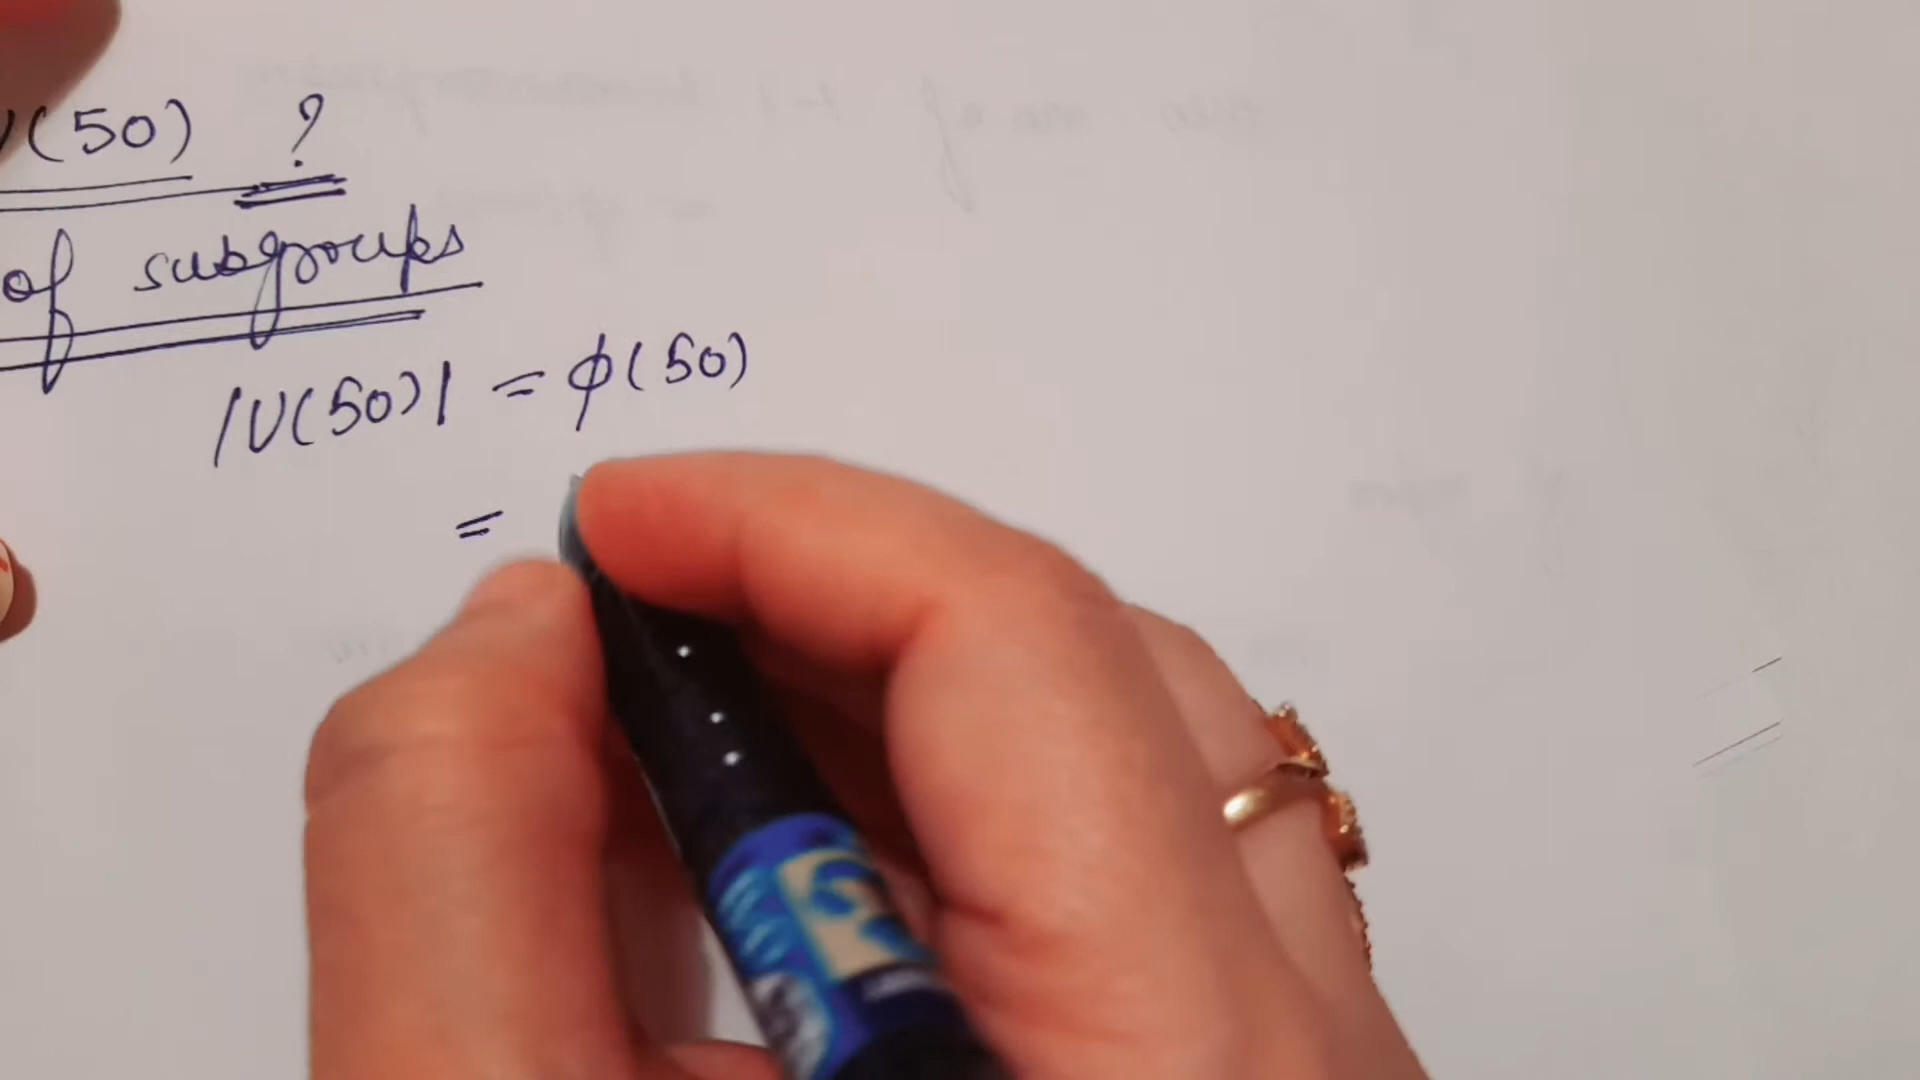 U(50) ?
of subgroups
|U(50)| = φ(50)
=